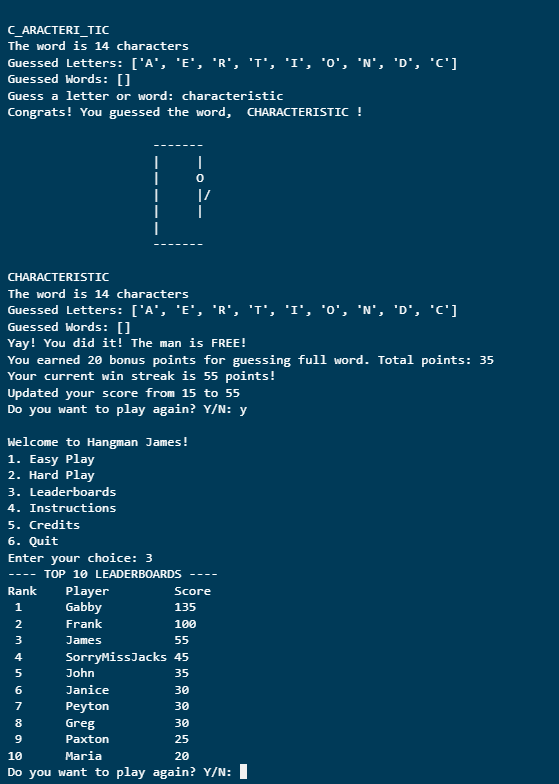 C_ARACTERI_TIC
The word is 14 characters
Guessed Letters: ['A', 'E', 'R', 'T', 'I', 'O', 'N', 'D', 'C']
Guessed Words: []
Guess a letter or word: characteristic
Congrats! You guessed the word,  CHARACTERISTIC !
-------
|     |
|     O
|     |/
|     |
|
-------
CHARACTERISTIC
The word is 14 characters
Guessed Letters: ['A', 'E', 'R', 'T', 'I', 'O', 'N', 'D', 'C']
Guessed Words: []
Yay! You did it! The man is FREE!
You earned 20 bonus points for guessing full word. Total points: 35
Your current win streak is 55 points!
Updated your score from 15 to 55
Do you want to play again? Y/N: y
Welcome to Hangman James!
1. Easy Play
2. Hard Play
3. Leaderboards
4. Instructions
5. Credits
6. Quit
Enter your choice: 3
---- TOP 10 LEADERBOARDS ----
Rank    Player         Score
1      Gabby          135
2      Frank          100
3      James          55
4      SorryMissJacks 45
5      John           35
6      Janice         30
7      Peyton         30
8      Greg           30
9      Paxton         25
10      Maria          20
Do you want to play again? Y/N: